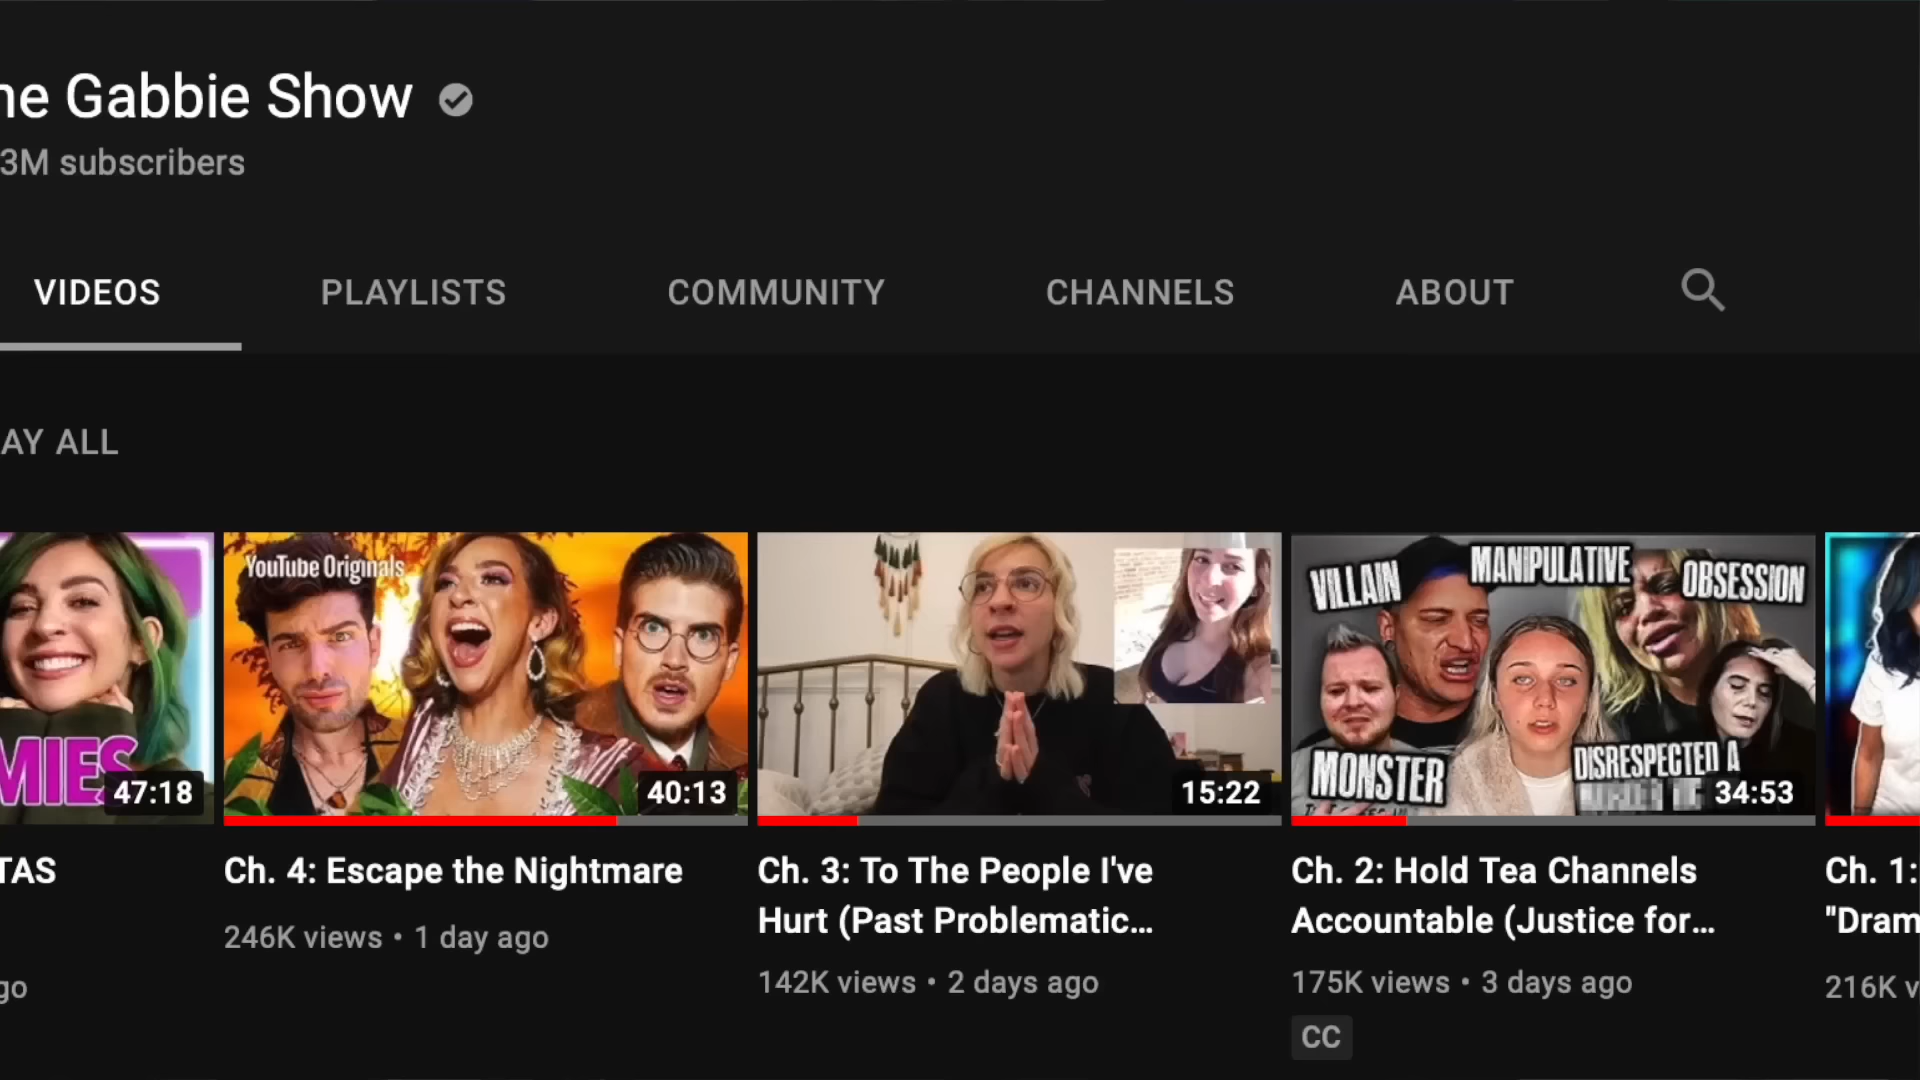 ne Gabbie Show
3M subscribers
VIDEOS
PLAYLISTS
COMMUNITY
CHANNELS
ABOUT
AY ALL
MIES
47:18
YouTube Originals
40:13
15:22
VILLAIN
MANIPULATIVE
OBSESSION
MONSTER
DISRESPECTED A
34:53
TAS
Ch. 4: Escape the Nightmare
Ch. 3: To The People I've
Hurt (Past Problematic...
Ch. 2: Hold Tea Channels
Accountable (Justice for...
Ch. 1:
"Dram
go
246K views • 1 day ago
142K views • 2 days ago
175K views • 3 days ago
216K v
CC